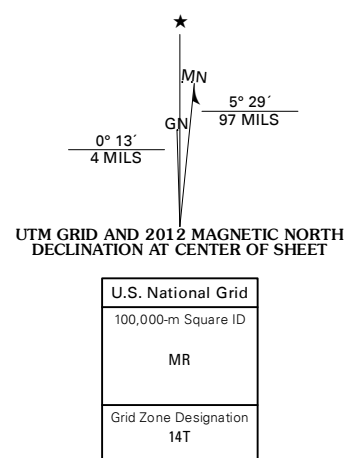 ★
MN
5° 29´
97 MILS
GN
0° 13´
4 MILS
UTM GRID AND 2012 MAGNETIC NORTH
DECLINATION AT CENTER OF SHEET
U.S. National Grid
100,000-m Square ID
MR
Grid Zone Designation
14T